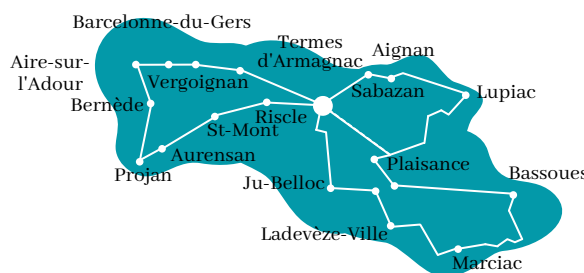 Barcelonne-du-Gers
Termes
d'Armagnac
Aignan
Aire-sur-
l'Adour
Vergoignan
Sabazan
Lupiac
Bernède
Riscle
St-Mont
Aurensan
Plaisance
Projan
Ju-Belloc
Bassoues
Ladevèze-Ville
Marciac